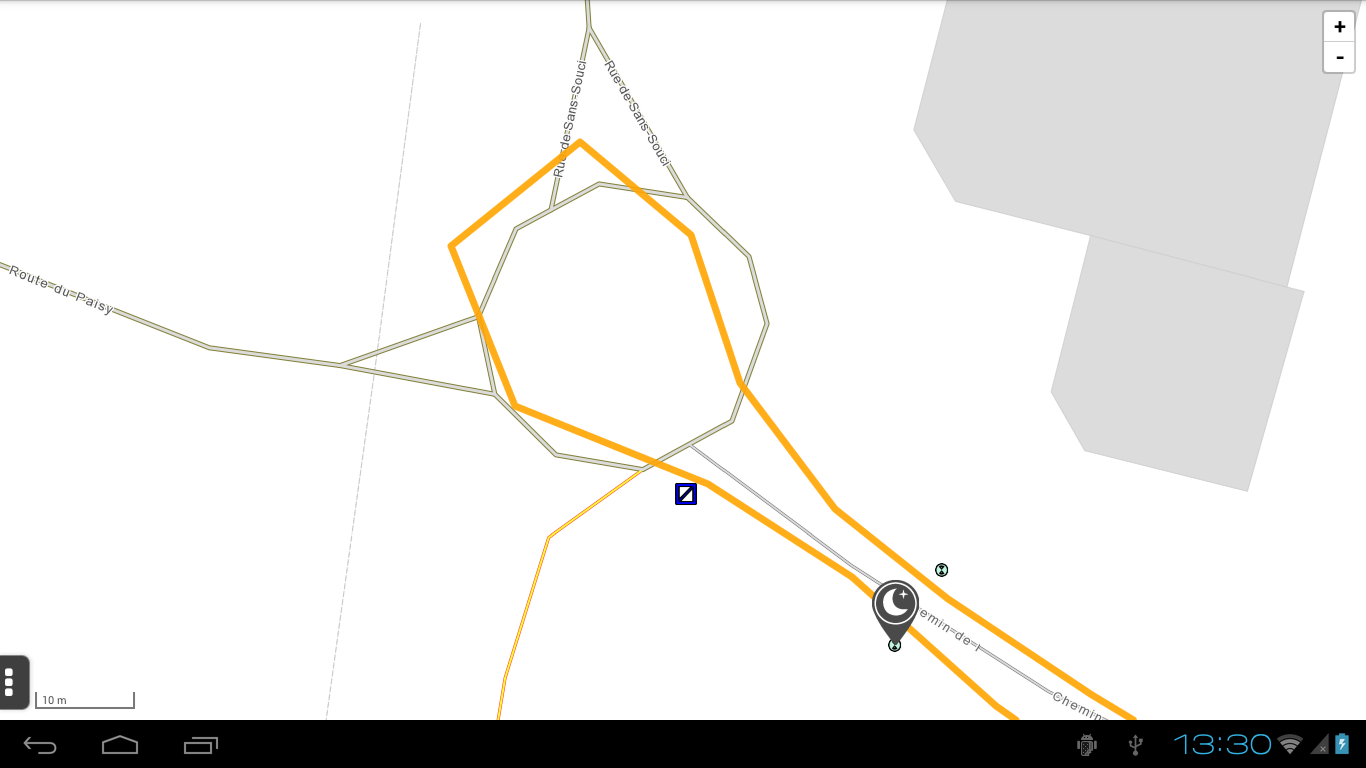 +
-
Rue-de-Sans-Souci
Rue-de-Sans-Souci
Route-du-Paisy
emin-de-l
Chemin
10 m
13:30